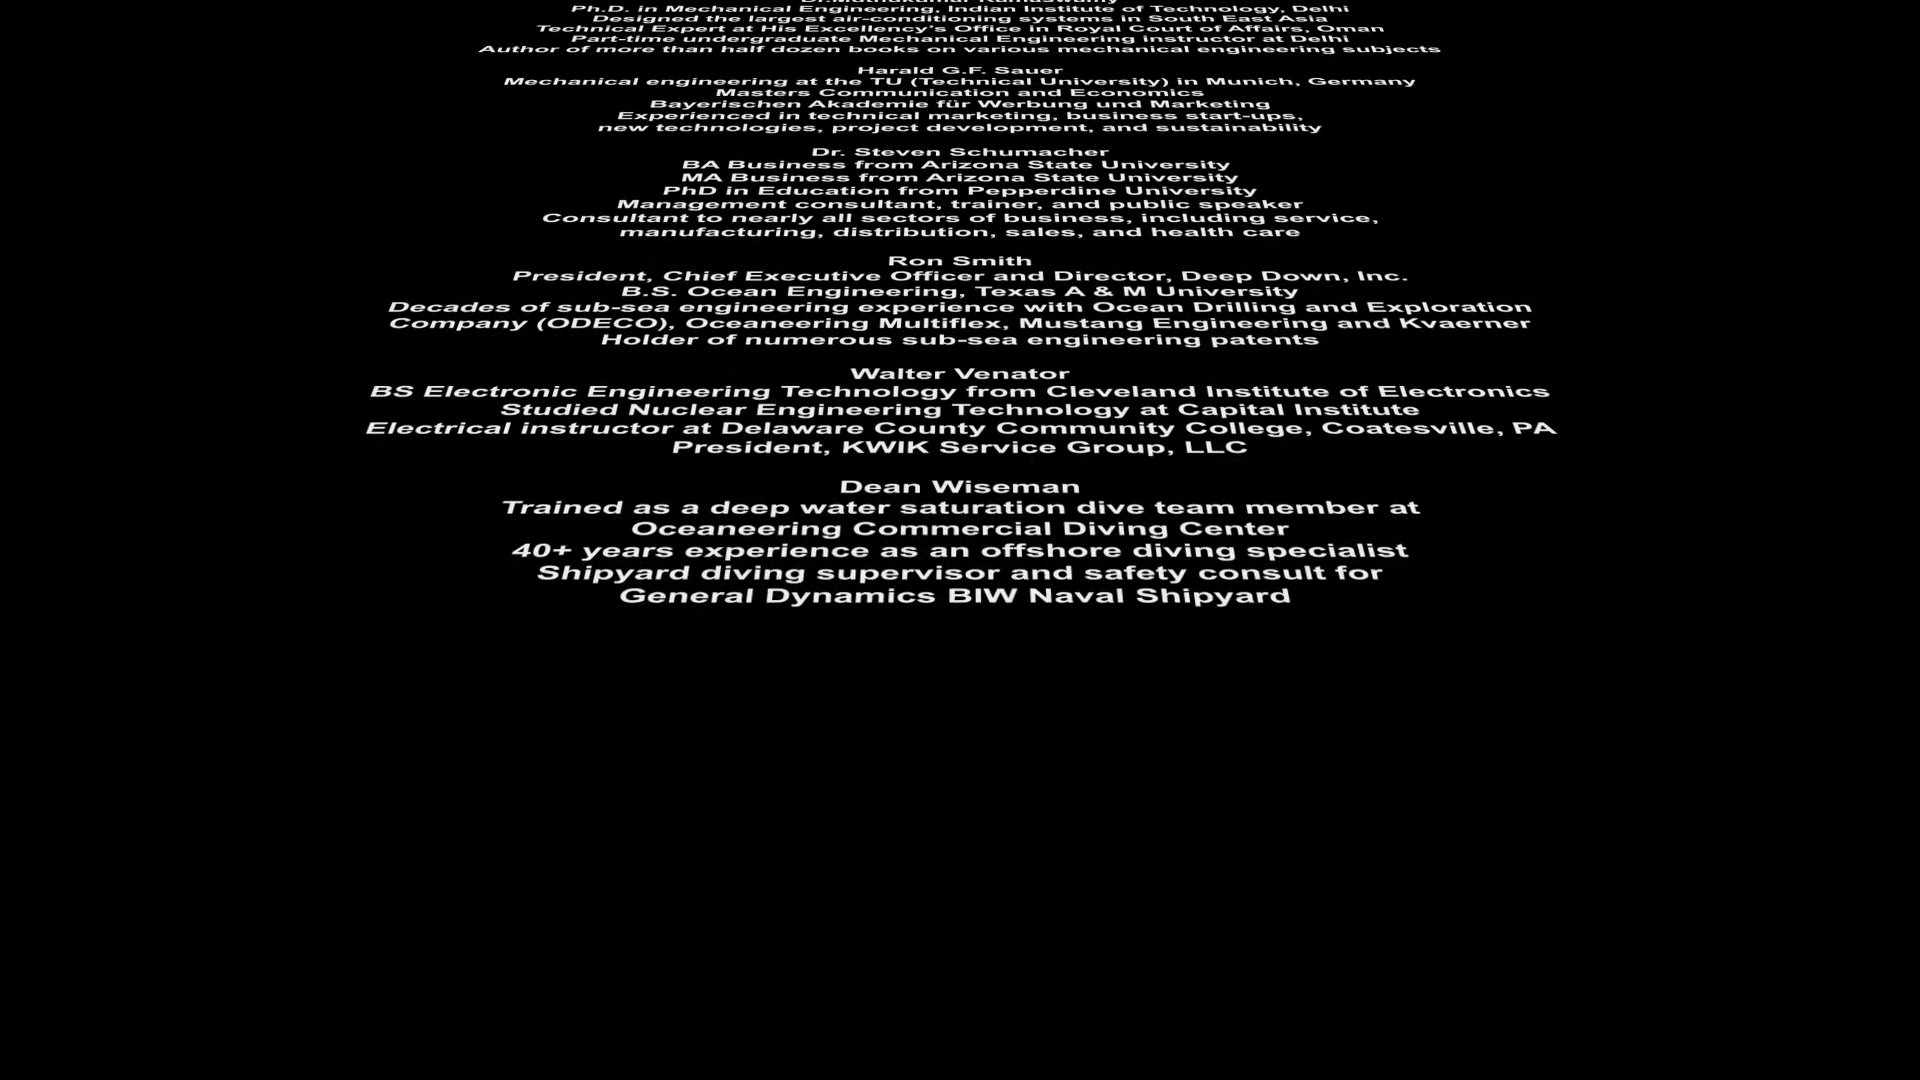 Dr.Muthukumar Ramaswamy
Ph.D. in Mechanical Engineering, Indian Institute of Technology, Delhi
Designed the largest air-conditioning systems in South East Asia
Technical Expert at His Excellency's Office in Royal Court of Affairs, Oman
Part-time undergraduate Mechanical Engineering instructor at Delhi
Author of more than half dozen books on various mechanical engineering subjects
Harald G.F. Sauer
Mechanical engineering at the TU (Technical University) in Munich, Germany
Masters Communication and Economics
Bayerischen Akademie für Werbung und Marketing
Experienced in technical marketing, business start-ups,
new technologies, project development, and sustainability
Dr. Steven Schumacher
BA Business from Arizona State University
MA Business from Arizona State University
PhD in Education from Pepperdine University
Management consultant, trainer, and public speaker
Consultant to nearly all sectors of business, including service,
manufacturing, distribution, sales, and health care
Ron Smith
President, Chief Executive Officer and Director, Deep Down, Inc.
B.S. Ocean Engineering, Texas A & M University
Decades of sub-sea engineering experience with Ocean Drilling and Exploration
Company (ODECO), Oceaneering Multiflex, Mustang Engineering and Kvaerner
Holder of numerous sub-sea engineering patents
Walter Venator
BS Electronic Engineering Technology from Cleveland Institute of Electronics
Studied Nuclear Engineering Technology at Capital Institute
Electrical instructor at Delaware County Community College, Coatesville, PA
President, KWIK Service Group, LLC
Dean Wiseman
Trained as a deep water saturation dive team member at
Oceaneering Commercial Diving Center
40+ years experience as an offshore diving specialist
Shipyard diving supervisor and safety consult for
General Dynamics BIW Naval Shipyard